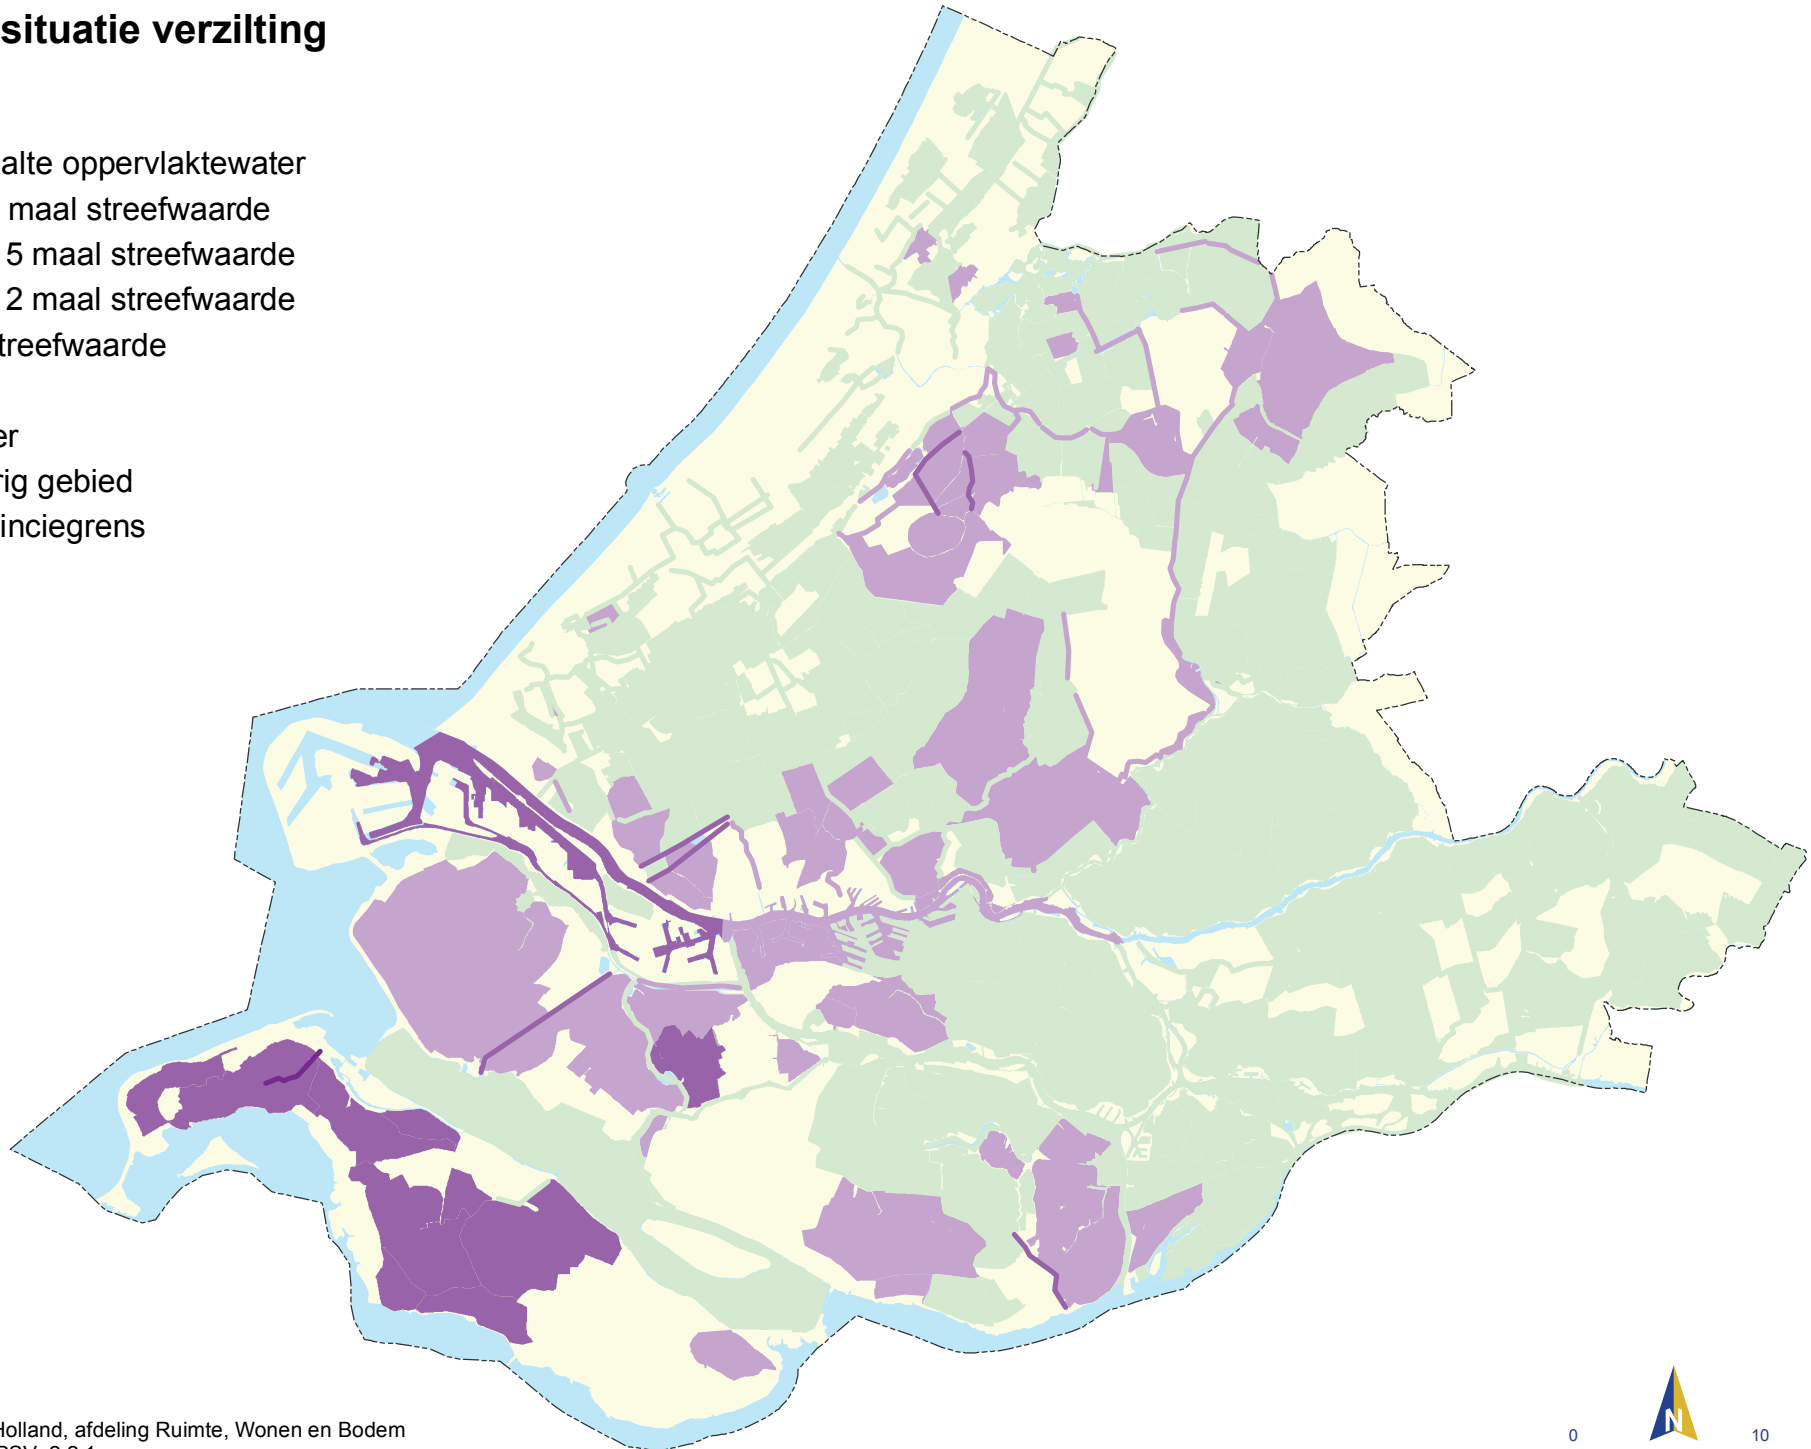 situatie verzilting
alte oppervlaktewater
maal streefwaarde
5 maal streefwaarde
2 maal streefwaarde
treefwaarde
er
rig gebied
inciegrens
Holland, afdeling Ruimte, Wonen en Bodem
0 N 10